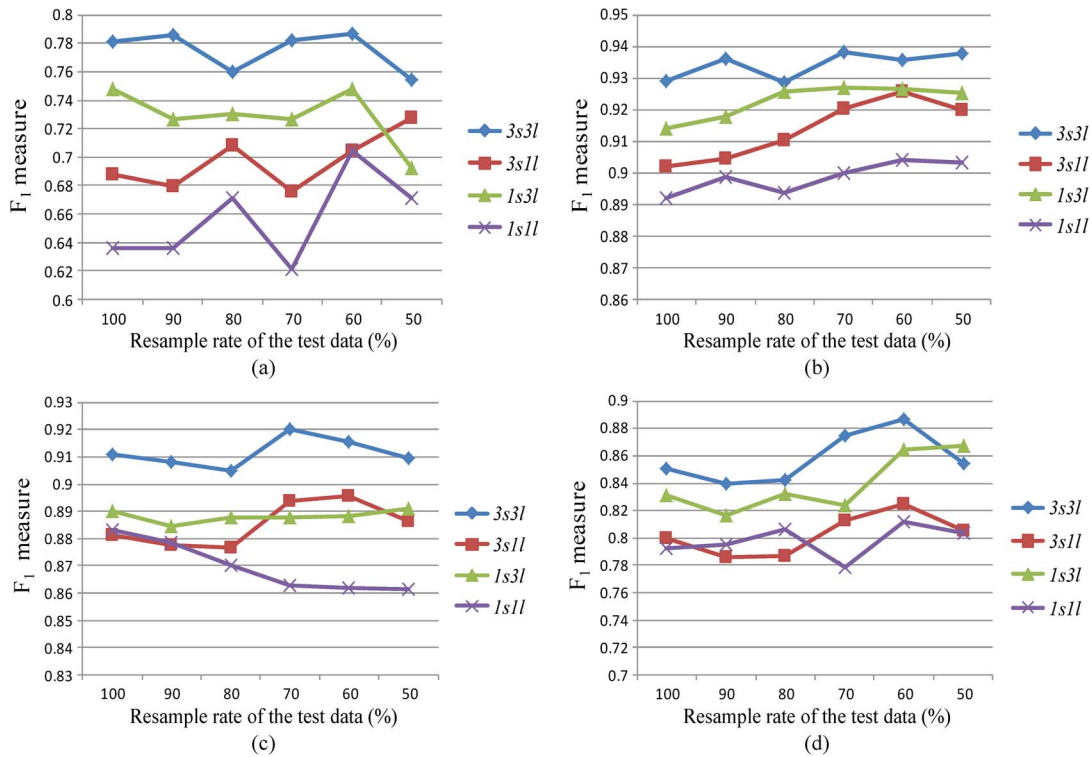 0.8
0.78
0.76
0.74
0.72
0.7
0.68
0.66
0.64
0.62
0.6
F1 measure
100 90 80 70 60 50
Resample rate of the test data (%)
3s3l
3s1l
1s3l
1s1l
(a)
0.95
0.94
0.93
0.92
0.91
0.9
0.89
0.88
0.87
0.86
F1 measure
100 90 80 70 60 50
Resample rate of the test data (%)
3s3l
3s1l
1s3l
1s1l
(b)
0.93
0.92
0.91
0.9
0.89
0.88
0.87
0.86
0.85
0.84
0.83
F1 measure
100 90 80 70 60 50
Resample rate of the test data (%)
3s3l
3s1l
1s3l
1s1l
(c)
0.9
0.88
0.86
0.84
0.82
0.8
0.78
0.76
0.74
0.72
0.7
F1 measure
100 90 80 70 60 50
Resample rate of the test data (%)
3s3l
3s1l
1s3l
1s1l
(d)